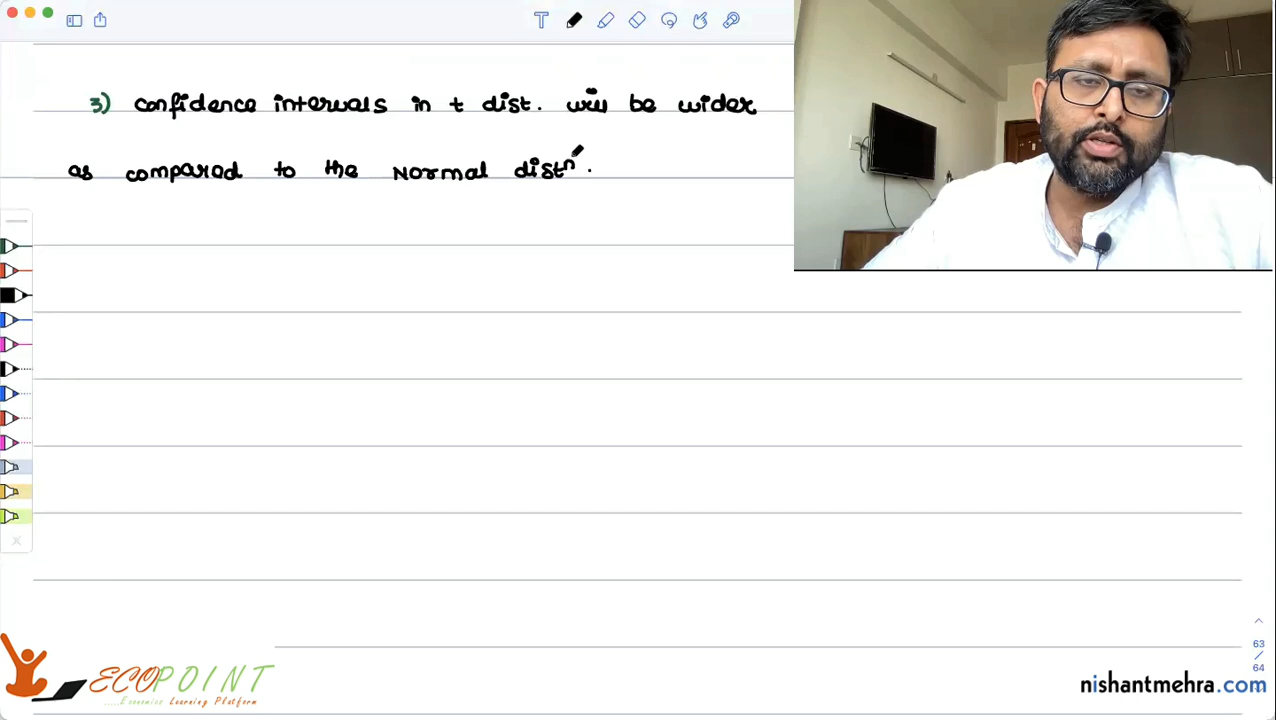 3) Confidence intervals in t dist. will be wider
as compared to the Normal distⁿ.
63
/
64
ECOPOINT
.....Economics Learning Platform
nishantmehra.com